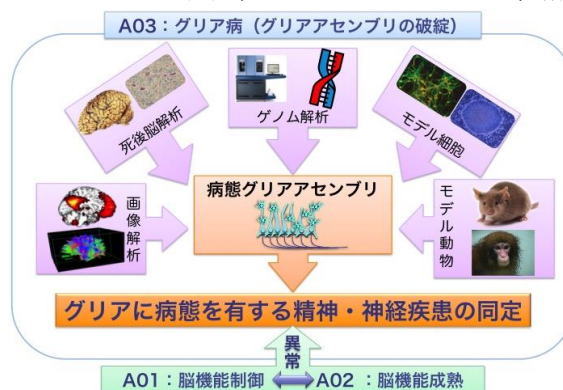 A03：グリア病（グリアアセンブリの破綻）
死後脳解析
ゲノム解析
モデル細胞
画像解析
病態グリアアセンブリ
モデル動物
グリアに病態を有する精神・神経疾患の同定
異常
A01：脳機能制御
A02：脳機能成熟